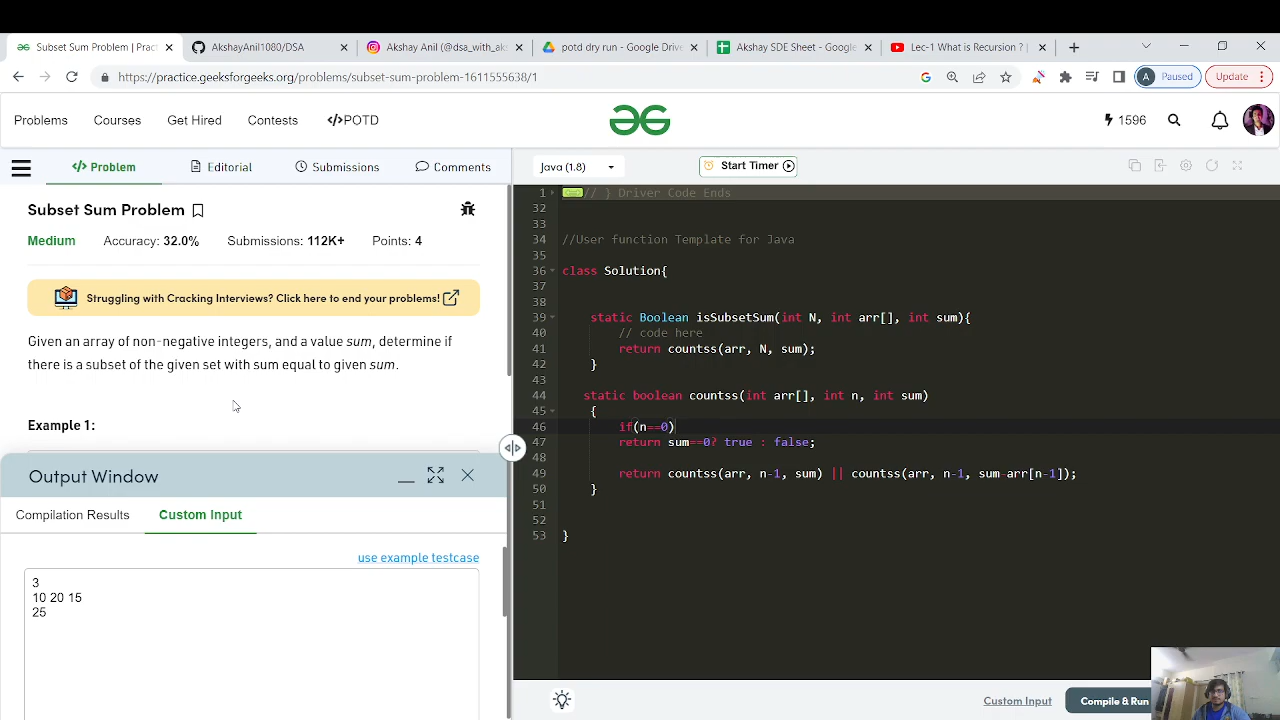 Subset Sum Problem | Prac
AkshayAnil1080/DSA
Akshay Anil (@dsa_with_aks
potd dry run - Google Drive
Akshay SDE Sheet - Google
Lec-1 What is Recursion ? |
https://practice.geeksforgeeks.org/problems/subset-sum-problem-1611555638/1
A Paused
Update
Problems
Courses
Get Hired
Contests
</>POTD
1596
</> Problem
Editorial
Submissions
Comments
Java (1.8)
Start Timer
Subset Sum Problem
Medium
Accuracy: 32.0%
Submissions: 112K+
Points: 4
Struggling with Cracking Interviews? Click here to end your problems!
Given an array of non-negative integers, and a value sum, determine if
there is a subset of the given set with sum equal to given sum.
Example 1:
Output Window
Compilation Results
Custom Input
use example testcase
3
10 20 15
25
1 // } Driver Code Ends
32
33
34 //User function Template for Java
35
36 class Solution{
37
38
39 static Boolean isSubsetSum(int N, int arr[], int sum){
40 // code here
41 return countss(arr, N, sum);
42 }
43
44 static boolean countss(int arr[], int n, int sum)
45 {
46 if(n==0)
47 return sum==0? true : false;
48
49 return countss(arr, n-1, sum) || countss(arr, n-1, sum-arr[n-1]);
50 }
51
52
53 }
Custom Input
Compile & Run